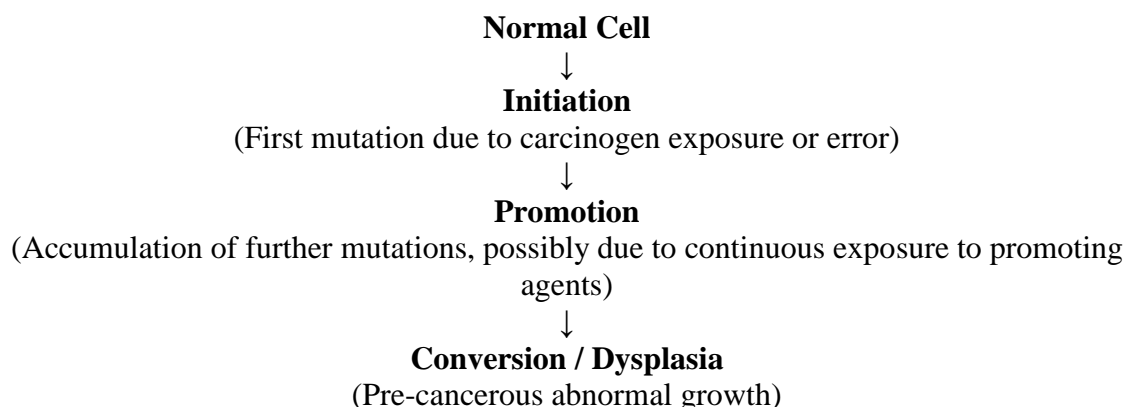 Normal Cell
↓
Initiation
(First mutation due to carcinogen exposure or error)
↓
Promotion
(Accumulation of further mutations, possibly due to continuous exposure to promoting
agents)
↓
Conversion / Dysplasia
(Pre-cancerous abnormal growth)